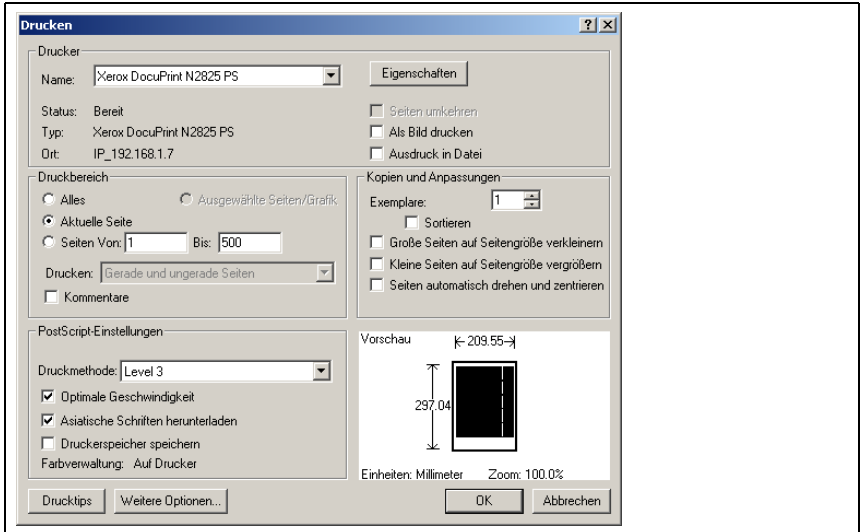 Drucken
Drucker
Name: Xerox DocuPrint N2825 PS
Eigenschaften
Status: Bereit
Seiten umkehren
Typ: Xerox DocuPrint N2825 PS
Als Bild drucken
Ort: IP_192.168.1.7
Ausdruck in Datei
Druckbereich
Alles
Ausgewählte Seiten/Grafik
Aktuelle Seite
Seiten Von: 1 Bis: 500
Drucken: Gerade und ungerade Seiten
Kommentare
Kopien und Anpassungen
Exemplare: 1
Sortieren
Große Seiten auf Seitengröße verkleinern
Kleine Seiten auf Seitengröße vergrößern
Seiten automatisch drehen und zentrieren
PostScript-Einstellungen
Druckmethode: Level 3
Optimale Geschwindigkeit
Asiatische Schriften herunterladen
Druckerspeicher speichern
Farbverwaltung: Auf Drucker
Vorschau
209.55
297.04
Einheiten: Millimeter Zoom: 100.0%
Drucktips
Weitere Optionen...
OK
Abbrechen